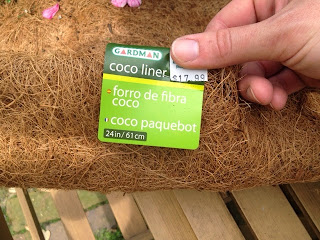 GARDMAN
coco liner
$17.99
forro de fibra
coco
coco paquebot
24in/61cm